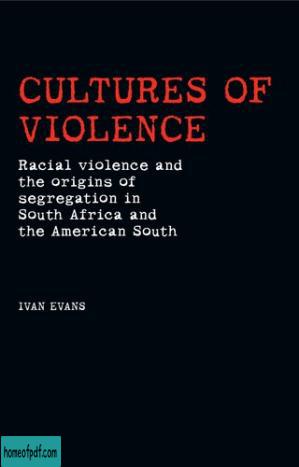 CULTURES OF
VIOLENCE
Racial violence and
the origins of
segregation in
South Africa and
the American South
IVAN EVANS
homeofpdf.com